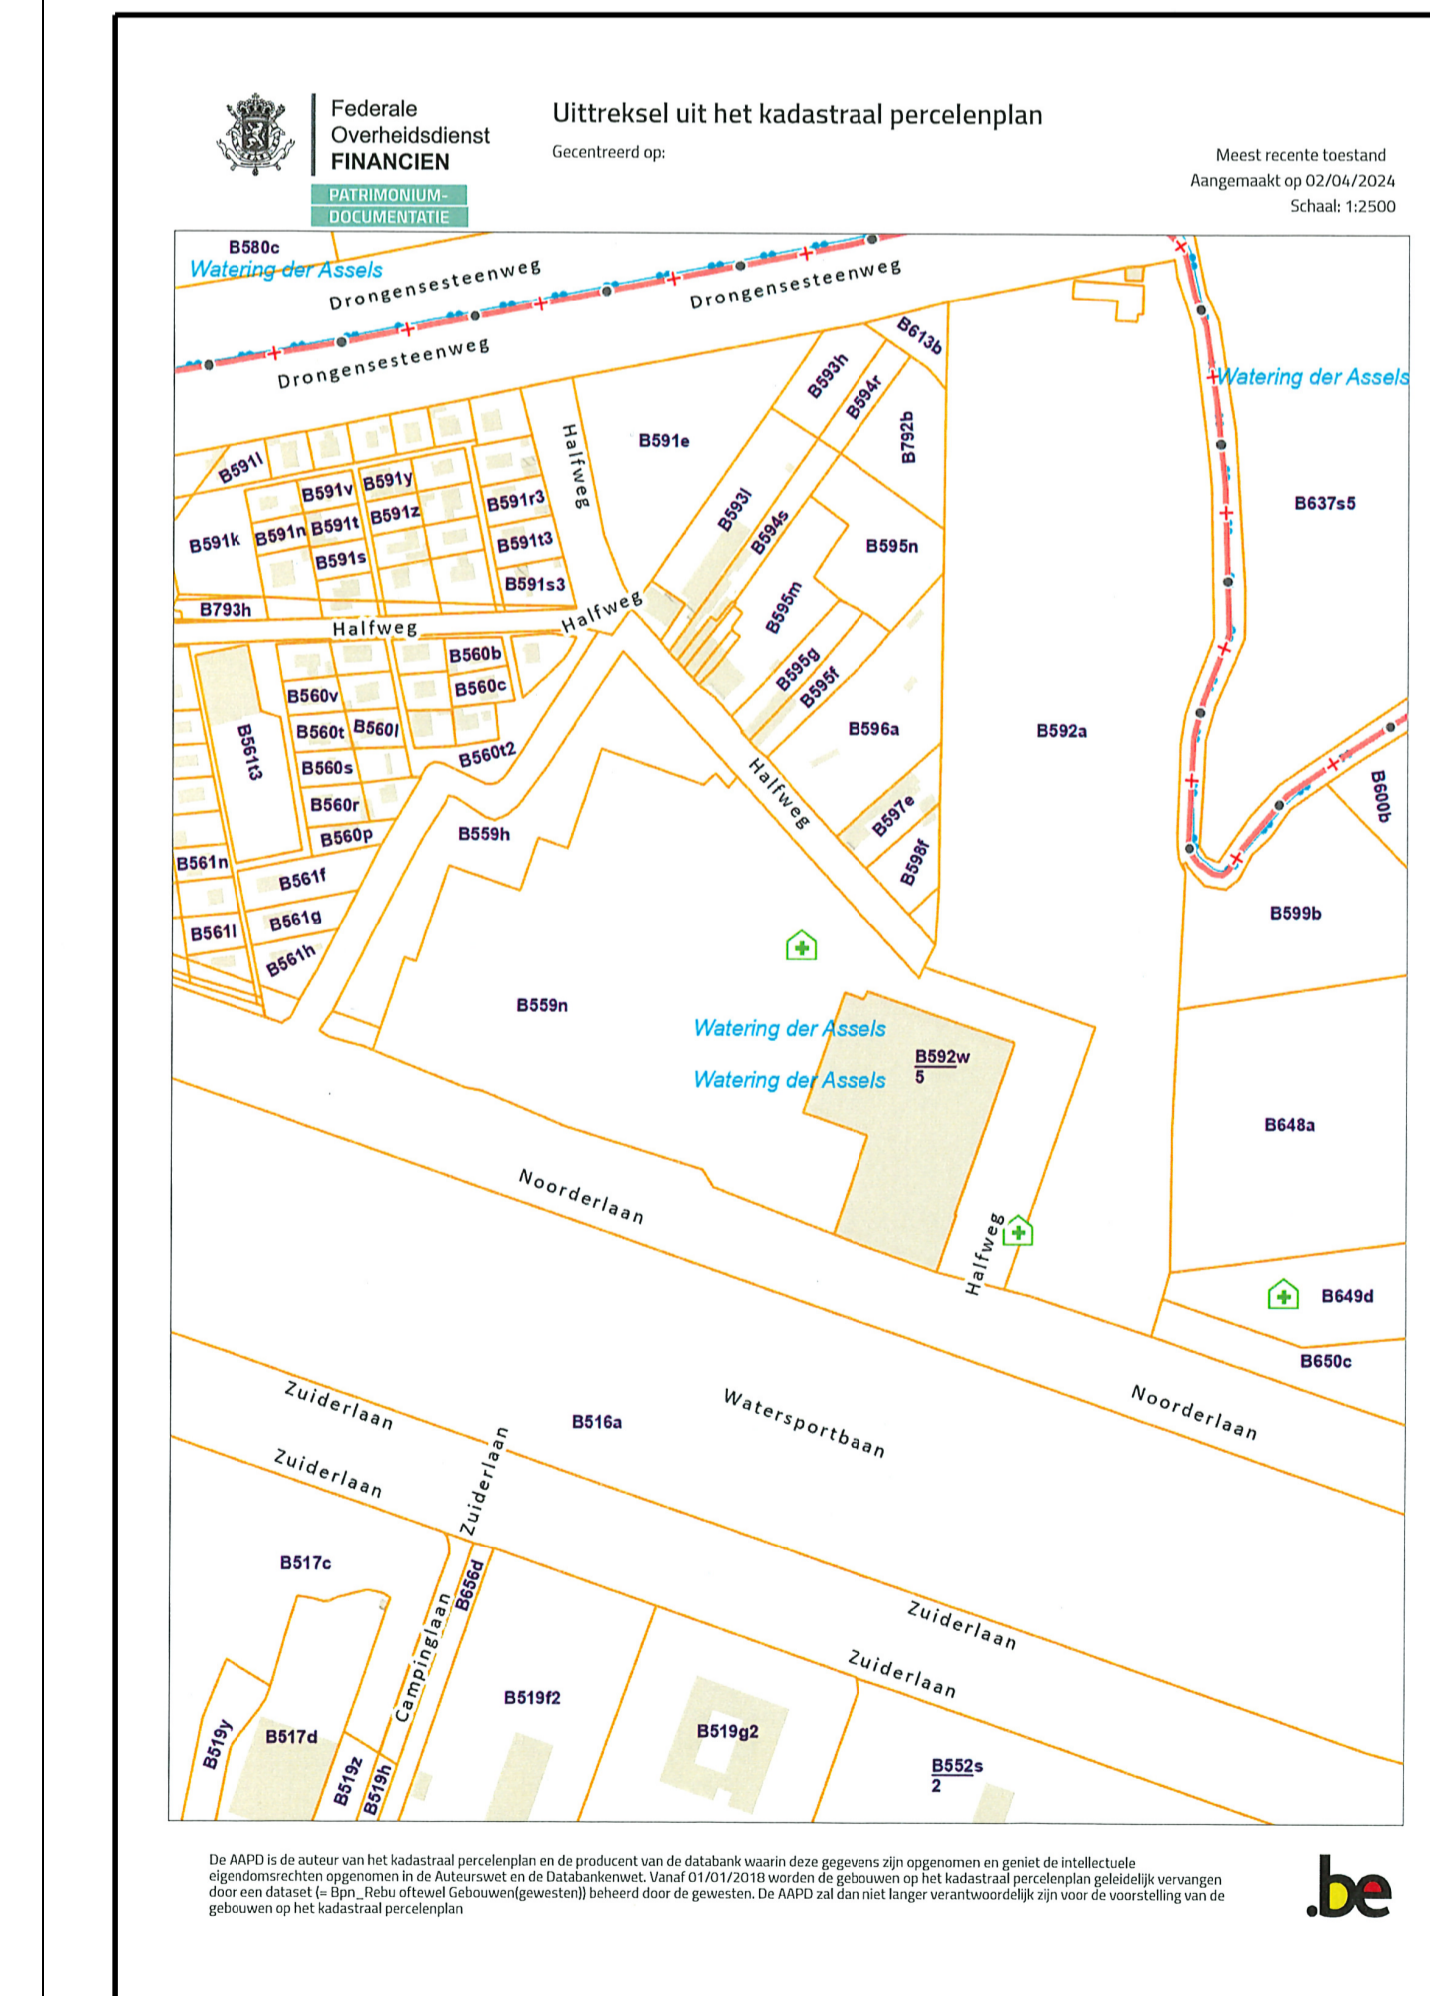 Federale
Overheidsdienst
FINANCIEN
PATRIMONIUM-
DOCUMENTATIE
Uittreksel uit het kadastraal percelenplan
Gecentreerd op:
Meest recente toestand
Aangemaakt op 02/04/2024
Schaal: 1:2500
B580c
Watering der Assels
Drongensesteenweg
Drongensesteenweg
Drongensesteenweg
B613b
B593h
B594r
Watering der Assels
B792b
Halfweg
B591e
B591l
B591v
B591y
B591r3
B593l
B637s5
B591k
B591n
B591t
B591z
B591t3
B594s
B595n
B591s
B591s3
B595m
B793h
Halfweg
Halfweg
B560b
B560c
B595g
B595f
B560v
B560t
B560l
B561t3
B560t2
B596a
B592a
B560s
Halfweg
B560r
B600b
B560p
B559h
B597e
B561n
B598f
B561f
B561g
B599b
B561l
B561h
B559n
Watering der Assels
B592w
5
Watering der Assels
B648a
Noorderlaan
Halfweg
B649d
B650c
Zuiderlaan
B516a
Watersportbaan
Noorderlaan
Zuiderlaan
Zuiderlaan
B517c
B656d
Campinglaan
Zuiderlaan
Zuiderlaan
B519f2
B519y
B517d
B519g2
B519z
B519h
B552s
2
De AAPD is de auteur van het kadastraal percelenplan en de producent van de databank waarin deze gegevens zijn opgenomen en geniet de intellectuele
eigendomsrechten opgenomen in de Auteurswet en de Databankenwet. Vanaf 01/01/2018 worden de gebouwen op het kadastraal percelenplan geleidelijk vervangen
door een dataset (= Bpn_Rebu oftewel Gebouwen(gewesten)) beheerd door de gewesten. De AAPD zal dan niet langer verantwoordelijk zijn voor de voorstelling van de
gebouwen op het kadastraal percelenplan
.be